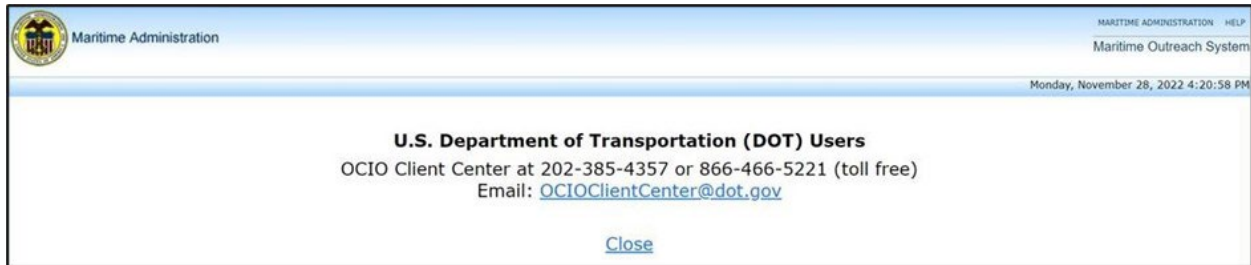 Maritime Administration
MARITIME ADMINISTRATION HELP
Maritime Outreach System
Monday, November 28, 2022 4:20:58 PM
U.S. Department of Transportation (DOT) Users
OCIO Client Center at 202-385-4357 or 866-466-5221 (toll free)
Email: OCIOClientCenter@dot.gov
Close